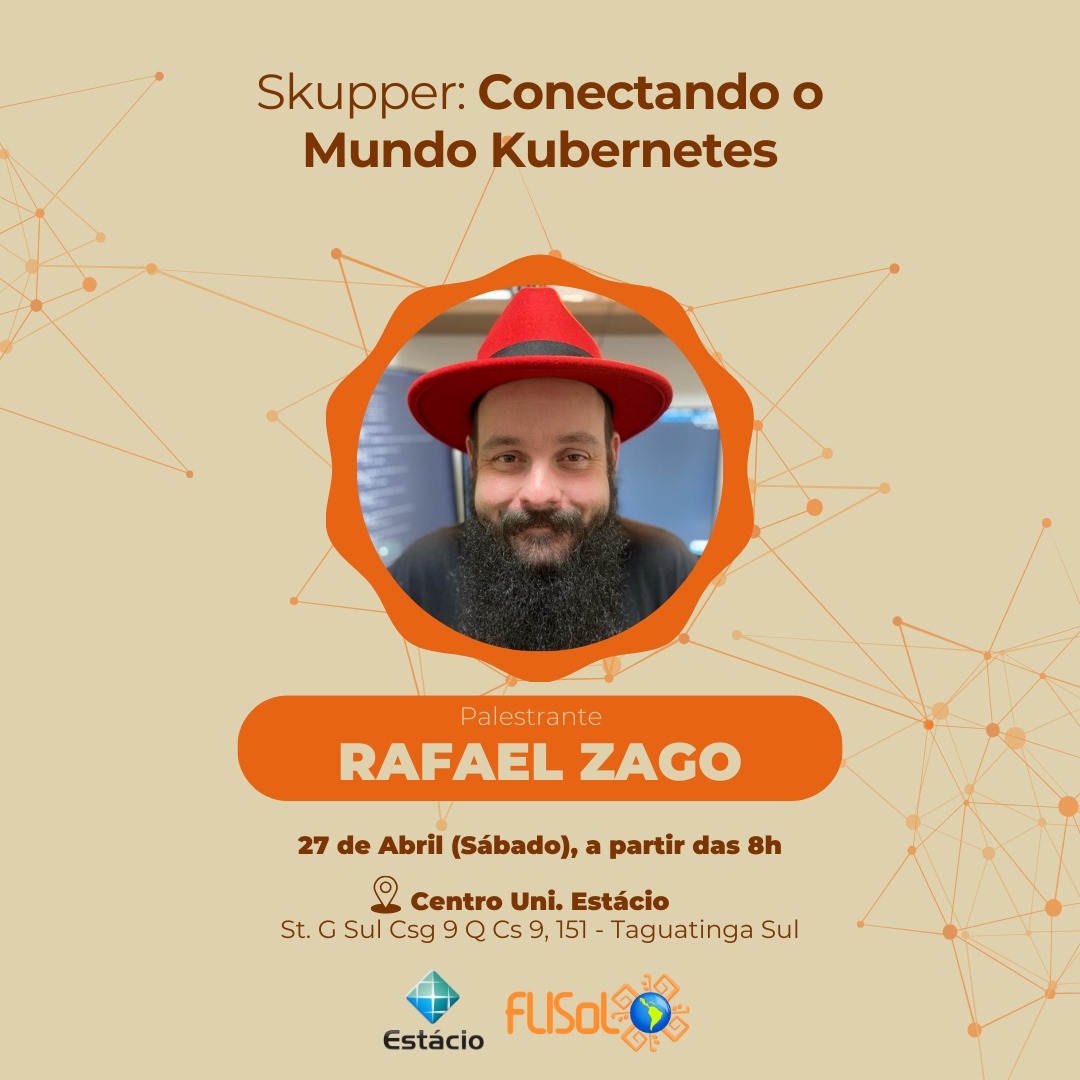 Skupper: Conectando o
Mundo Kubernetes
Palestrante
RAFAEL ZAGO
27 de Abril (Sábado), a partir das 8h
Centro Uni. Estácio
St. G Sul Csg 9 Q Cs 9, 151 - Taguatinga Sul
Estácio
FLISol